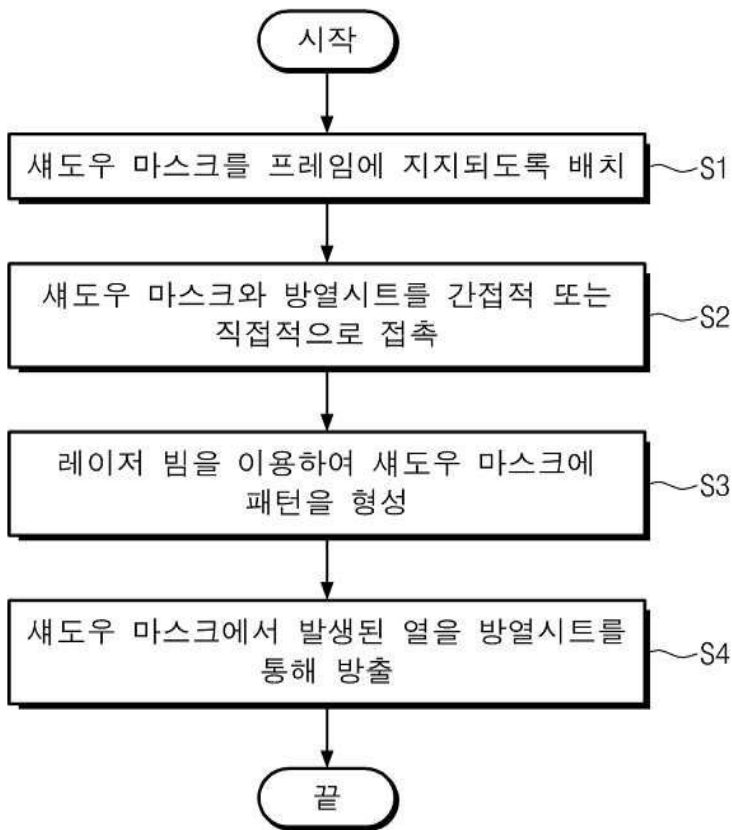 시작
섀도우 마스크를 프레임에 지지되도록 배치
S1
섀도우 마스크와 방열시트를 간접적 또는
직접적으로 접촉
S2
레이저 빔을 이용하여 섀도우 마스크에
패턴을 형성
S3
섀도우 마스크에서 발생된 열을 방열시트를
통해 방출
S4
끝